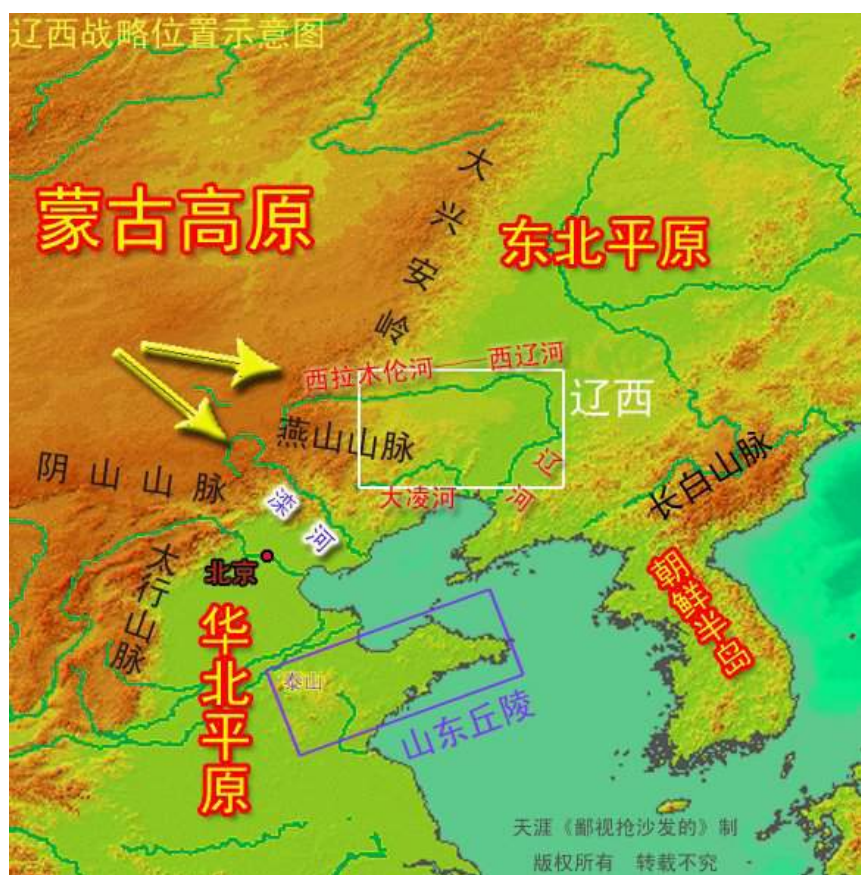 辽西战略位置示意图
蒙古高原
大兴安岭
东北平原
西拉木伦河——西辽河
辽西
燕山山脉
阴山山脉
滦河
大凌河
辽河
长白山脉
太行山脉
北京
朝鲜半岛
华北平原
泰山
山东丘陵
天涯《鄙视抢沙发的》制
版权所有 转载不究